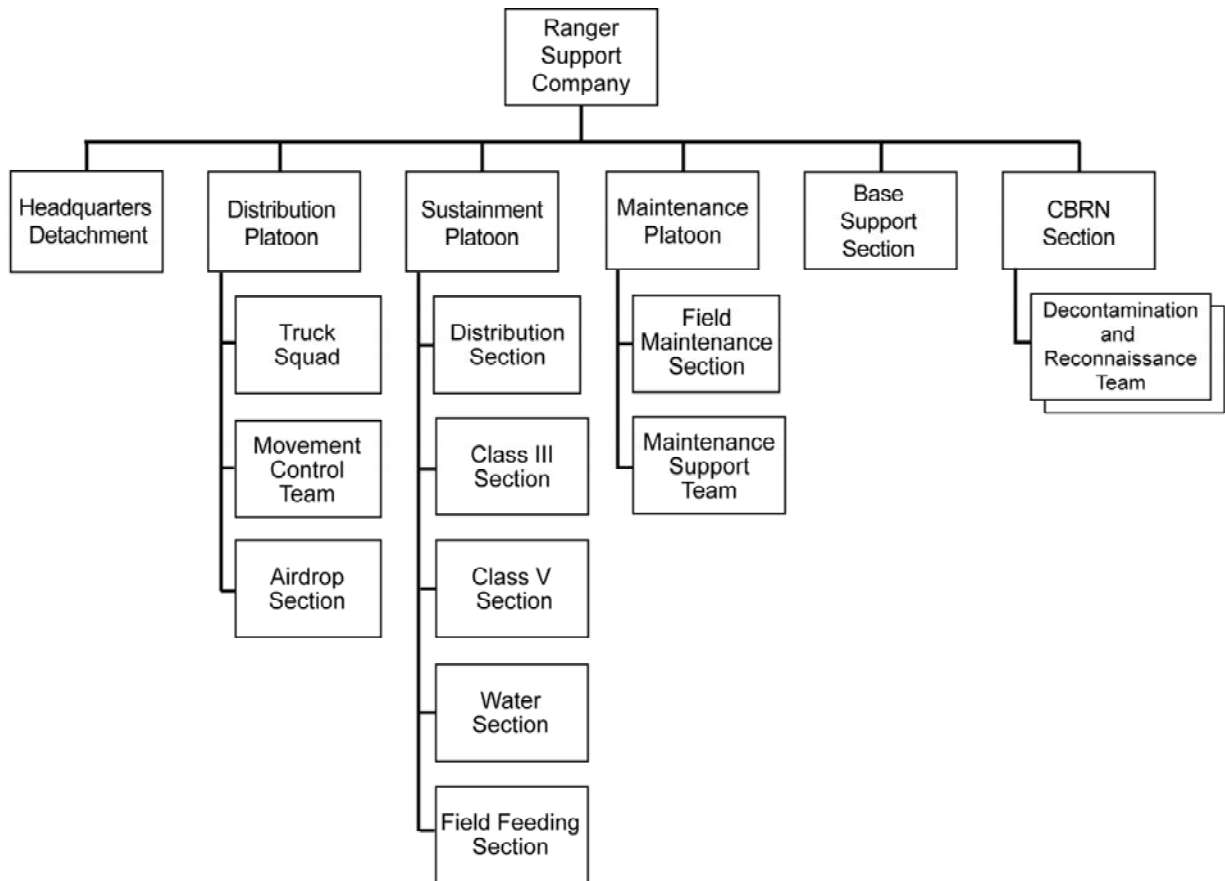 Ranger
Support
Company
Headquarters
Detachment
Distribution
Platoon
Sustainment
Platoon
Maintenance
Platoon
Base
Support
Section
CBRN
Section
Truck
Squad
Movement
Control
Team
Airdrop
Section
Distribution
Section
Class III
Section
Class V
Section
Water
Section
Field Feeding
Section
Field
Maintenance
Section
Maintenance
Support
Team
Decontamination
and
Reconnaissance
Team